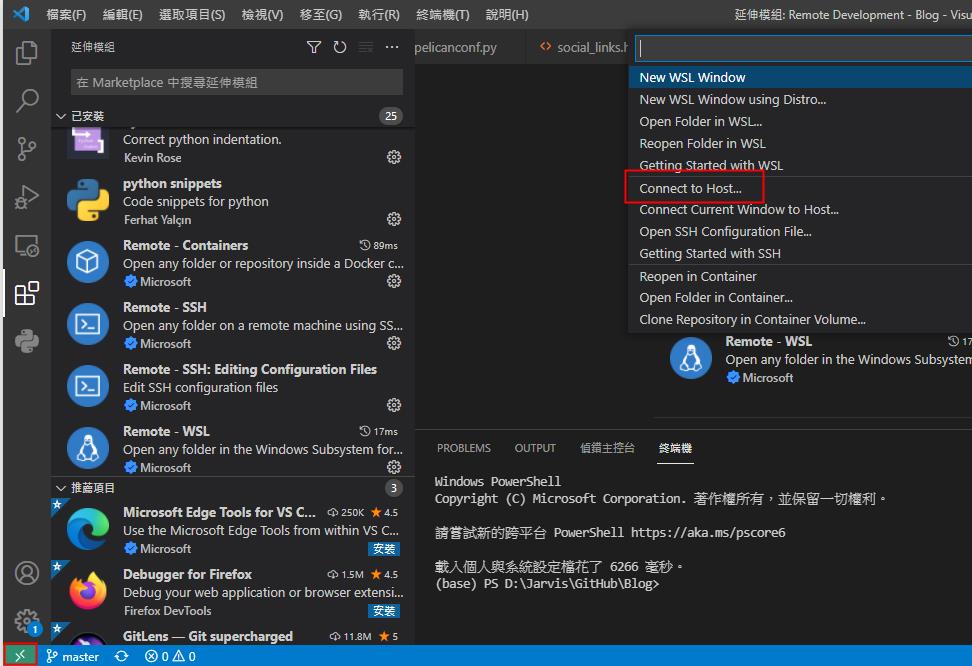 檔案(F) 編輯(E) 選取項目(S) 檢視(V) 移至(G) 執行(R) 終端機(T) 說明(H) 延伸模組: Remote Development - Blog - Visu
延伸模組
在 Marketplace 中搜尋延伸模組
已安裝 25
Correct python indentation.
Kevin Rose
python snippets
Code snippets for python
Ferhat Yalçın
Remote - Containers 89ms
Open any folder or repository inside a Docker c...
Microsoft
Remote - SSH
Open any folder on a remote machine using SS...
Microsoft
Remote - SSH: Editing Configuration Files
Edit SSH configuration files
Microsoft
Remote - WSL 17ms
Open any folder in the Windows Subsystem for...
Microsoft
推薦項目 3
Microsoft Edge Tools for VS C... 250K 4.5
Use the Microsoft Edge Tools from within VS C...
Microsoft 安裝
Debugger for Firefox 1.5M 4.5
Debug your web application or browser extensi...
Firefox DevTools 安裝
GitLens — Git supercharged 11.8M 5
pelicanconf.py social_links.h
New WSL Window
New WSL Window using Distro...
Open Folder in WSL...
Reopen Folder in WSL
Getting Started with WSL
Connect to Host...
Connect Current Window to Host...
Open SSH Configuration File...
Getting Started with SSH
Reopen in Container
Open Folder in Container...
Clone Repository in Container Volume...
Remote - WSL 17
Open any folder in the Windows Subsystem
Microsoft
PROBLEMS OUTPUT 偵錯主控台 終端機
Windows PowerShell
Copyright (C) Microsoft Corporation. 著作權所有，並保留一切權利。
請嘗試新的跨平台 PowerShell https://aka.ms/pscore6
載入個人與系統設定檔花了 6266 毫秒。
(base) PS D:\Jarvis\GitHub\Blog>
1
master 0 0